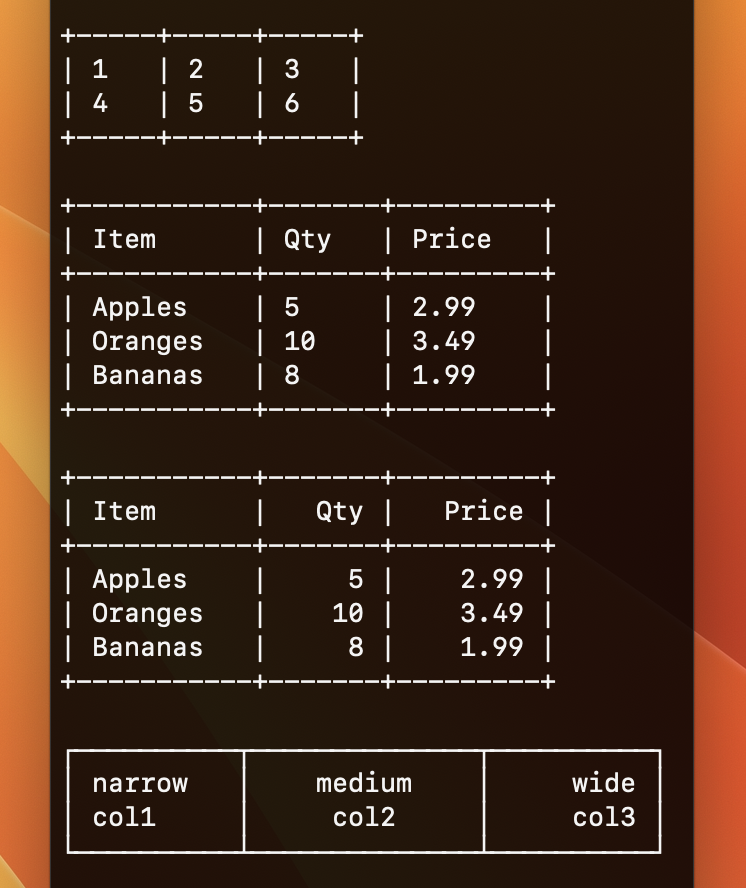 +-----+-----+-----+
| 1   | 2   | 3   |
| 4   | 5   | 6   |
+-----+-----+-----+

+-----------+-------+---------+
| Item      | Qty   | Price   |
+-----------+-------+---------+
| Apples    | 5     | 2.99    |
| Oranges   | 10    | 3.49    |
| Bananas   | 8     | 1.99    |
+-----------+-------+---------+

+-----------+-------+---------+
| Item      |   Qty |   Price |
+-----------+-------+---------+
| Apples    |     5 |    2.99 |
| Oranges   |    10 |    3.49 |
| Bananas   |     8 |    1.99 |
+-----------+-------+---------+

┌──────────┬──────────────┬──────────┐
│ narrow   │    medium    │     wide │
│ col1     │     col2     │     col3 │
└──────────┴──────────────┴──────────┘